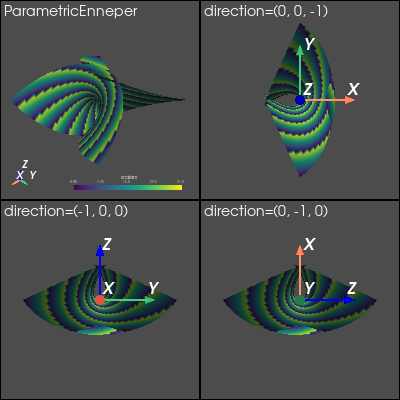 ParametricEnneper
direction=(0, 0, -1)
Y
Z
X
Z
X Y
scalars
direction=(-1, 0, 0)
direction=(0, -1, 0)
Z
X
X
Y
Y
Z